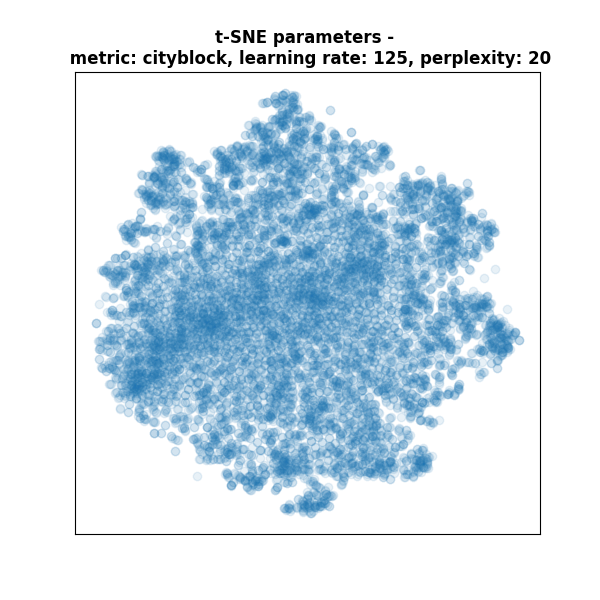 t-SNE parameters -
metric: cityblock, learning rate: 125, perplexity: 20